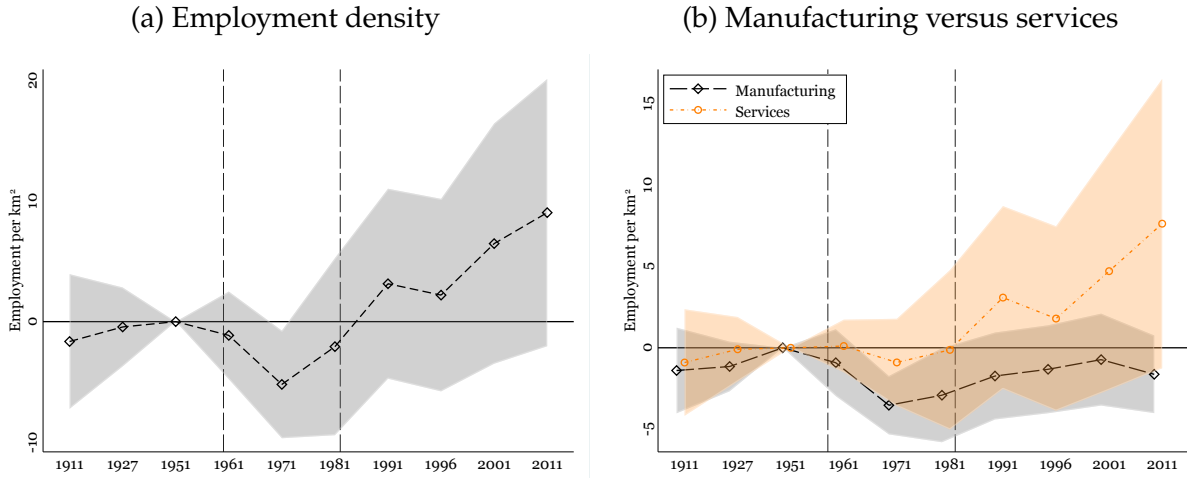 (a) Employment density
Employment per km²
20
10
0
-10
1911 1927 1951 1961 1971 1981 1991 1996 2001 2011
(b) Manufacturing versus services
Manufacturing
Services
Employment per km²
15
10
5
0
-5
1911 1927 1951 1961 1971 1981 1991 1996 2001 2011